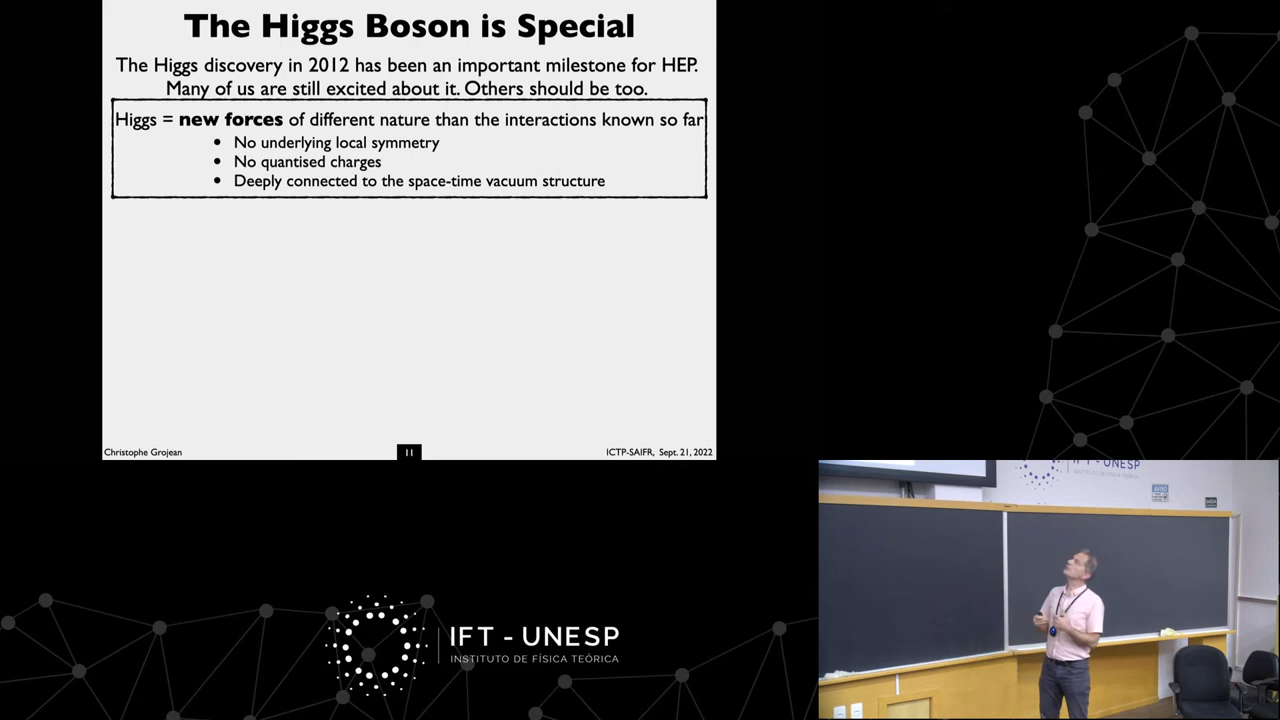 The Higgs Boson is Special
The Higgs discovery in 2012 has been an important milestone for HEP.
Many of us are still excited about it. Others should be too.
Higgs = new forces of different nature than the interactions known so far
• No underlying local symmetry
• No quantised charges
• Deeply connected to the space-time vacuum structure
Christophe Grojean
11
ICTP-SAIFR, Sept. 21, 2022
IFT - UNESP
IFT - UNESP
INSTITUTO DE FÍSICA TEÓRICA